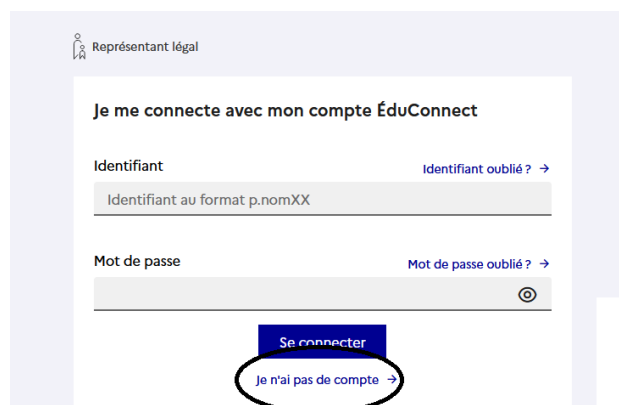 Représentant légal
Je me connecte avec mon compte ÉduConnect
Identifiant
Identifiant oublié ? →
Identifiant au format p.nomXX
Mot de passe
Mot de passe oublié ? →
Se connecter
Je n'ai pas de compte →